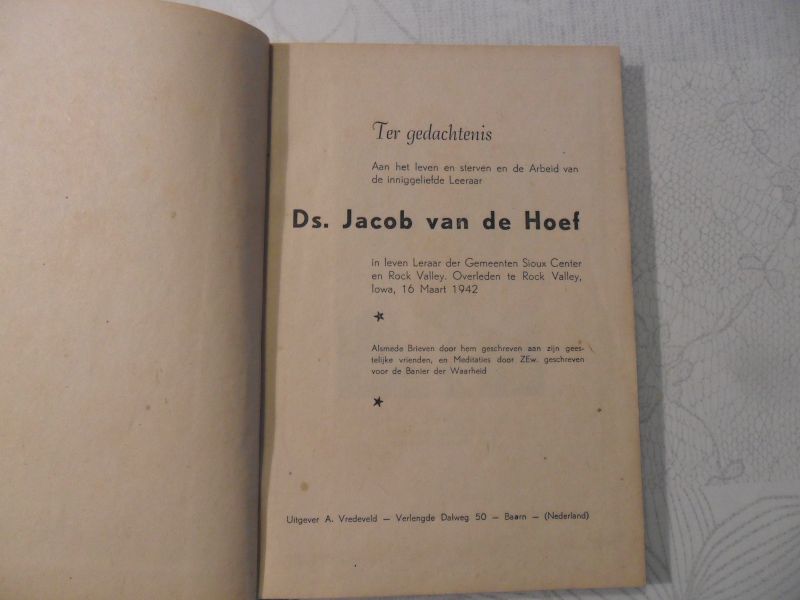 Ter gedachtenis
Aan het leven en sterven en de Arbeid van
de inniggeliefde Leeraar
Ds. Jacob van de Hoef
in leven Leraar der Gemeenten Sioux Center
en Rock Valley. Overleden te Rock Valley,
Iowa, 16 Maart 1942
Alsmede Brieven door hem geschreven aan zijn gees-
telijke vrienden, en Meditaties door ZEw. geschreven
voor de Banier der Waarheid
Uitgever A. Vredeveld — Verlengde Dalweg 50 — Baarn — (Nederland)